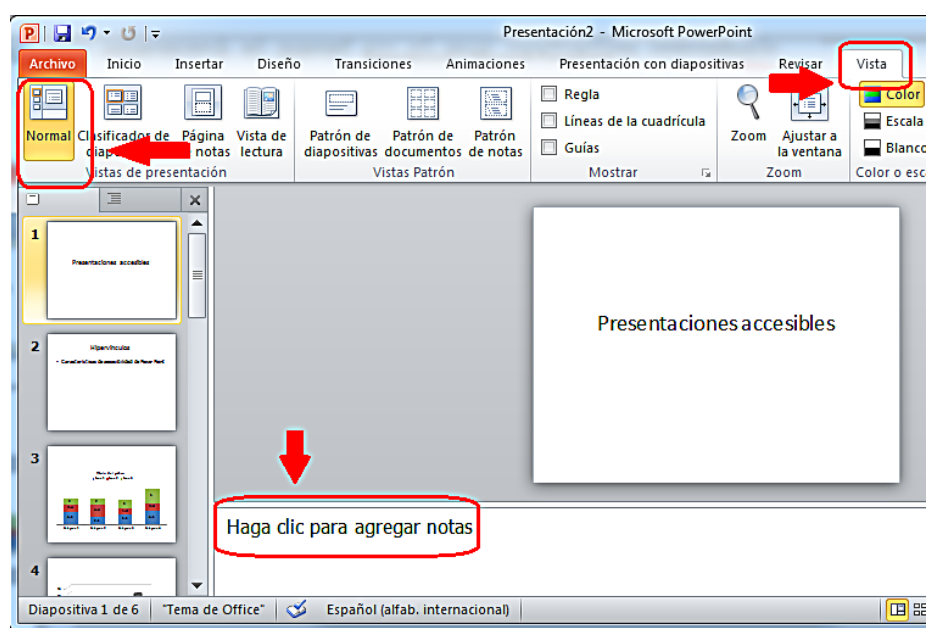 Presentación2 - Microsoft PowerPoint
Archivo Inicio Insertar Diseño Transiciones Animaciones Presentación con diapositivas Revisar Vista
Regla
Líneas de la cuadrícula
Guías
Normal Clasificador de Página Vista de
notas lectura
Patrón de Patrón de Patrón
diapositivas documentos de notas
Zoom Ajustar a
la ventana
Color
Escala
Blanco
Vistas de presentación Vistas Patrón Mostrar Zoom Color o esc
1
Presentaciones accesibles
2
Hipervínculos
3
4
Presentaciones accesibles
Haga clic para agregar notas
Diapositiva 1 de 6 "Tema de Office" Español (alfab. internacional)